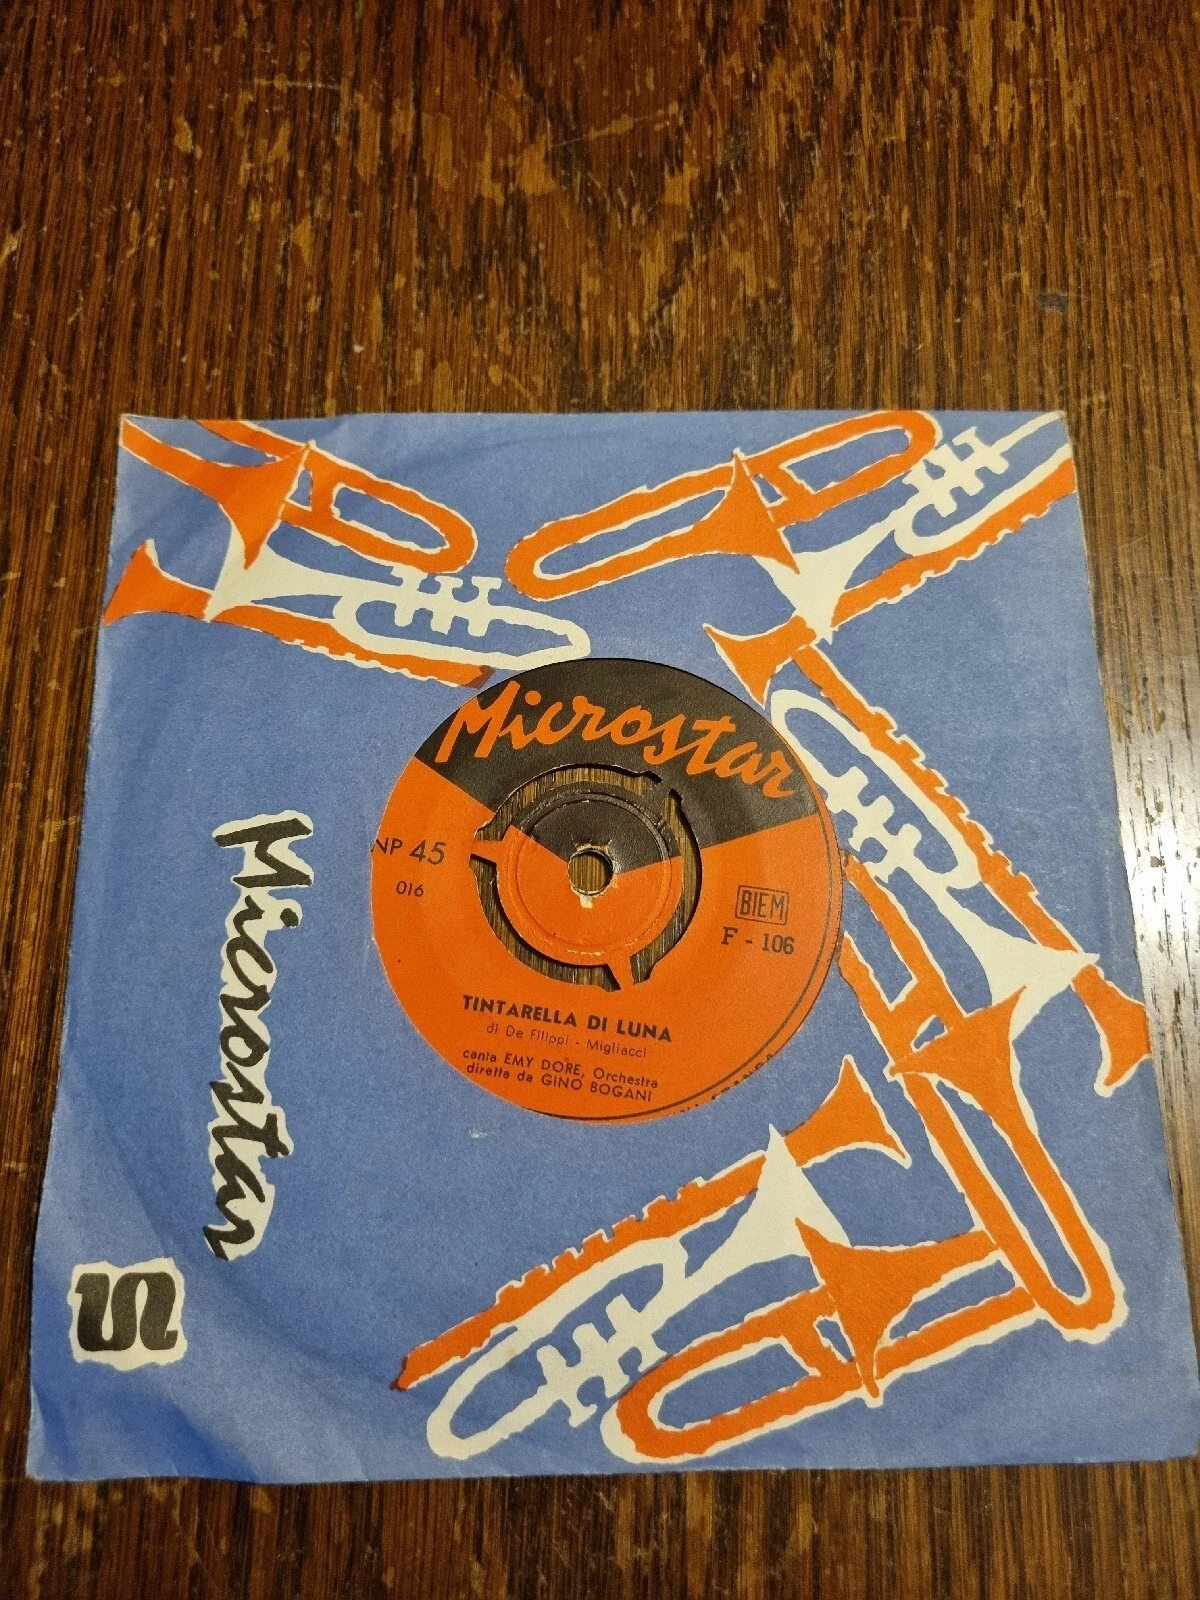 Microstar
NP 45
016
BIEM
F - 106
TINTARELLA DI LUNA
di De Filippi - Migliacci
canta EMY DORE, Orchestra
diretta da GINO BOGANI
Microstar